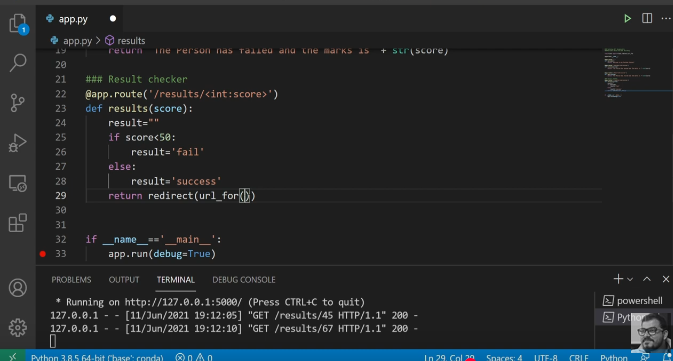 app.py
app.py > results
19 return "The Person has failed and the marks is "+ str(score)
20
21 ### Result checker
22 @app.route('/results/<int:score>')
23 def results(score):
24 result=""
25 if score<50:
26 result='fail'
27 else:
28 result='success'
29 return redirect(url_for())
30
31
32 if __name__=='__main__':
33 app.run(debug=True)
PROBLEMS OUTPUT TERMINAL DEBUG CONSOLE
powershell
* Running on http://127.0.0.1:5000/ (Press CTRL+C to quit)
127.0.0.1 - - [11/Jun/2021 19:12:05] "GET /results/45 HTTP/1.1" 200 -
127.0.0.1 - - [11/Jun/2021 19:12:10] "GET /results/67 HTTP/1.1" 200 -
Python 3.8.5 64-bit ('base': conda) 0 0 Ln 29, Spaces: 4 UTF-8 CRLF Python